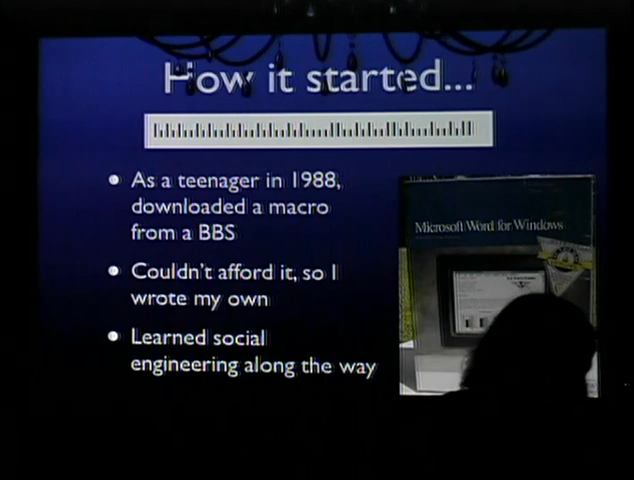 How it started...
• As a teenager in 1988,
downloaded a macro
from a BBS
• Couldn't afford it, so I
wrote my own
• Learned social
engineering along the way
Microsoft Word for Windows